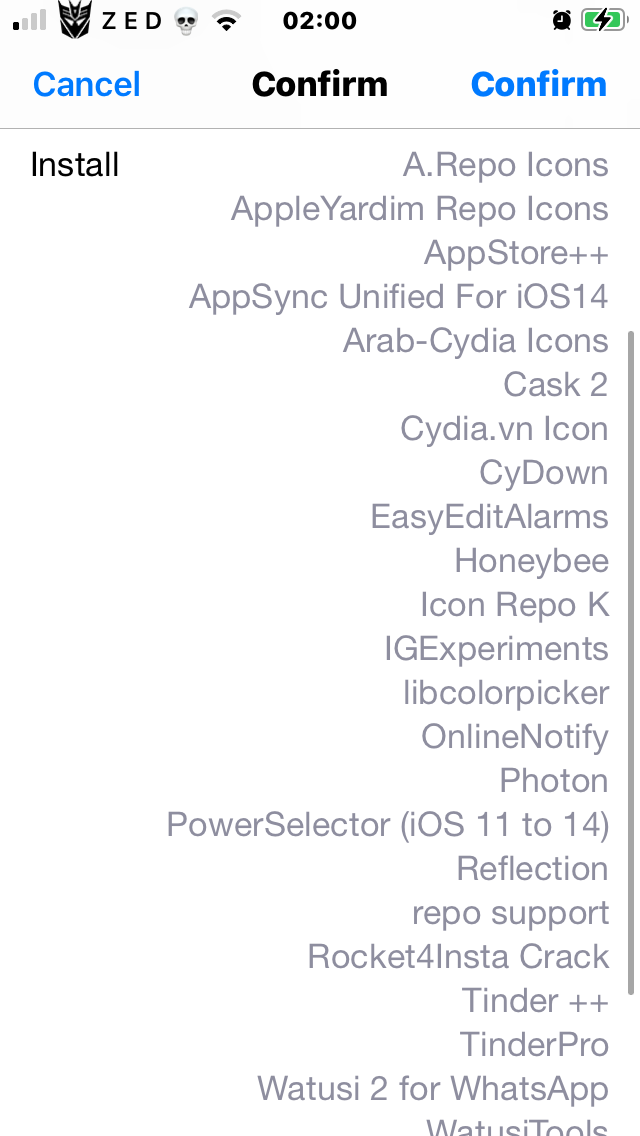 Z E D 02:00
Cancel Confirm Confirm
Install A.Repo Icons
AppleYardim Repo Icons
AppStore++
AppSync Unified For iOS14
Arab-Cydia Icons
Cask 2
Cydia.vn Icon
CyDown
EasyEditAlarms
Honeybee
Icon Repo K
IGExperiments
libcolorpicker
OnlineNotify
Photon
PowerSelector (iOS 11 to 14)
Reflection
repo support
Rocket4Insta Crack
Tinder ++
TinderPro
Watusi 2 for WhatsApp
WatusiTools